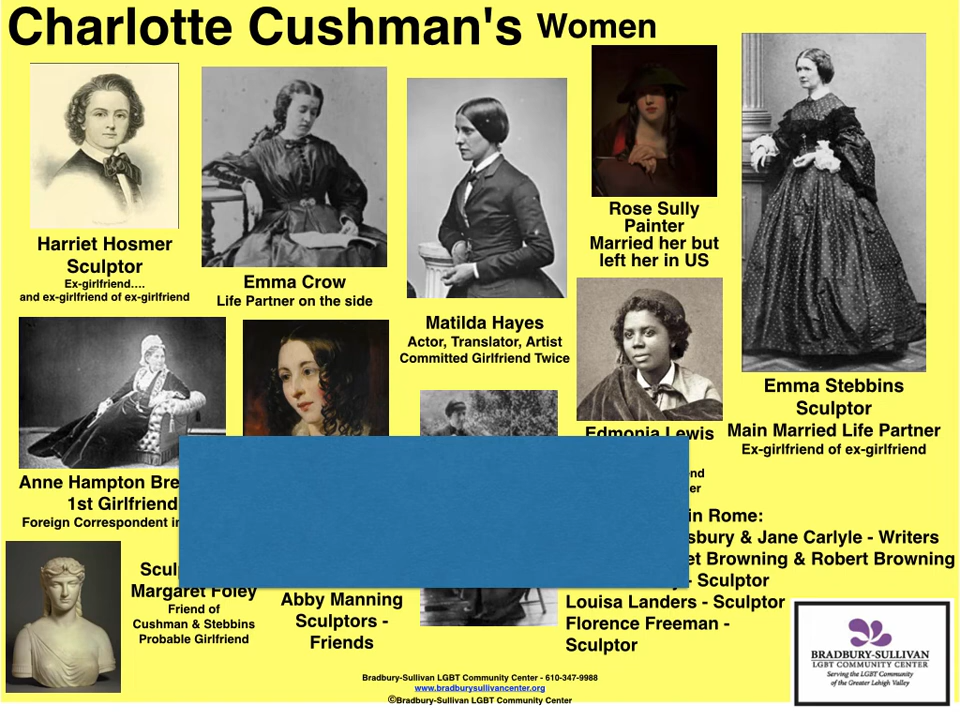 Charlotte Cushman's Women
Harriet Hosmer
Sculptor
Ex-girlfriend....
and ex-girlfriend of ex-girlfriend
Emma Crow
Life Partner on the side
Matilda Hayes
Actor, Translator, Artist
Committed Girlfriend Twice
Rose Sully
Painter
Married her but
left her in US
Edmonia Lewis
Emma Stebbins
Sculptor
Main Married Life Partner
Ex-girlfriend of ex-girlfriend
Anne Hampton
1st Girlfriend
Foreign Correspondent
Margaret Foley
Friend of
Cushman & Stebbins
Probable Girlfriend
Abby Manning
Sculptors -
Friends
in Rome:
& Jane Carlyle - Writers
Browning & Robert Browning
- Sculptor
Louisa Landers - Sculptor
Florence Freeman -
Sculptor
BRADBURY-SULLIVAN
LGBT COMMUNITY CENTER
Serving the LGBT Community
of the Greater Lehigh Valley
Bradbury-Sullivan LGBT Community Center - 610-347-9988
www.bradburysullivancenter.org
©Bradbury-Sullivan LGBT Community Center